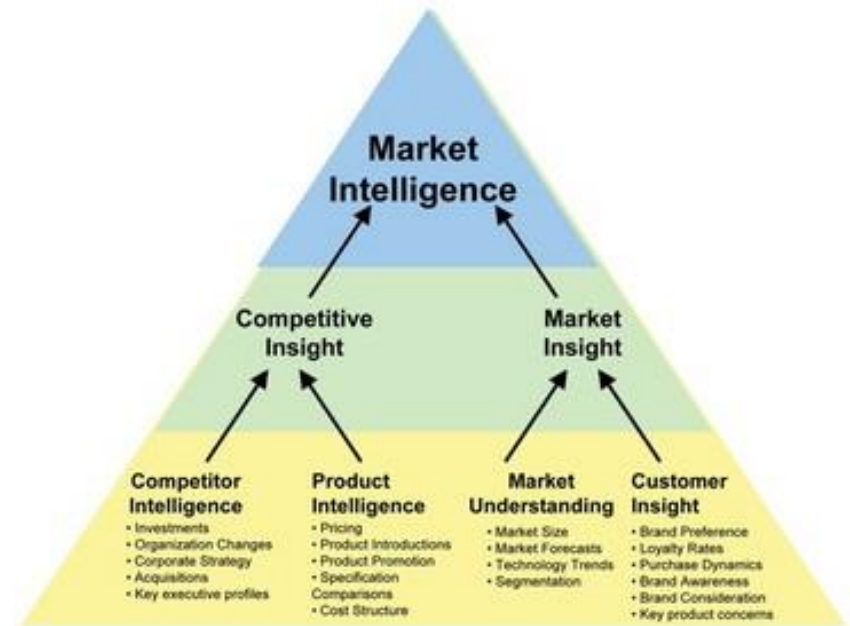 Market
Intelligence
Competitive
Insight
Market
Insight
Competitor
Intelligence
• Investments
• Organization Changes
• Corporate Strategy
• Acquisitions
• Key executive profiles
Product
Intelligence
• Pricing
• Product Introductions
• Product Promotion
• Specification
Comparisons
• Cost Structure
Market
Understanding
• Market Size
• Market Forecasts
• Technology Trends
• Segmentation
Customer
Insight
• Brand Preference
• Loyalty Rates
• Purchase Dynamics
• Brand Awareness
• Brand Consideration
• Key product concerns